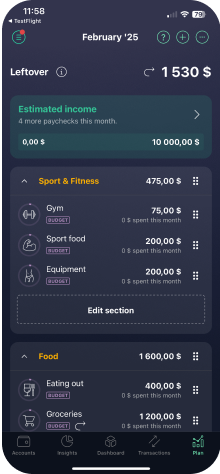 11:58
79
◀ TestFlight
February '25
Leftover
1 530 $
Estimated income
4 more paychecks this month.
0,00 $ 10 000,00 $
Sport & Fitness 475,00 $
Gym 75,00 $
BUDGET 0 $ spent this month
Sport food 200,00 $
BUDGET 0 $ spent this month
Equipment 200,00 $
BUDGET 0 $ spent this month
Edit section
Food 1 600,00 $
Eating out 400,00 $
BUDGET 0 $ spent this month
Groceries 1 200,00 $
BUDGET 0 $ spent this month
Accounts Insights Dashboard Transactions Plan